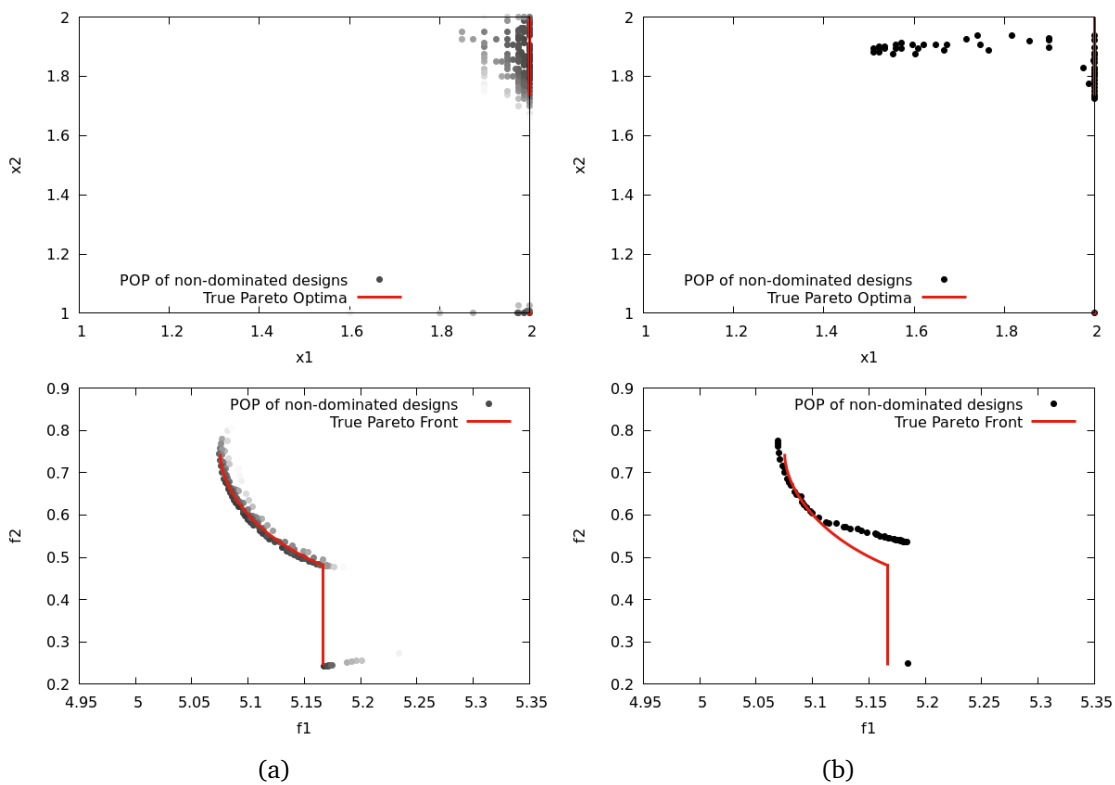 2
1.8
1.6
1.4
1.2
1
x2
POP of non-dominated designs
True Pareto Optima
1 1.2 1.4 1.6 1.8 2
x1
2
1.8
1.6
1.4
1.2
1
x2
POP of non-dominated designs
True Pareto Optima
1 1.2 1.4 1.6 1.8 2
x1
0.9
0.8
0.7
0.6
0.5
0.4
0.3
0.2
f2
POP of non-dominated designs
True Pareto Front
4.95 5 5.05 5.1 5.15 5.2 5.25 5.3 5.35
f1
(a)
0.9
0.8
0.7
0.6
0.5
0.4
0.3
0.2
f2
POP of non-dominated designs
True Pareto Front
4.95 5 5.05 5.1 5.15 5.2 5.25 5.3 5.35
f1
(b)